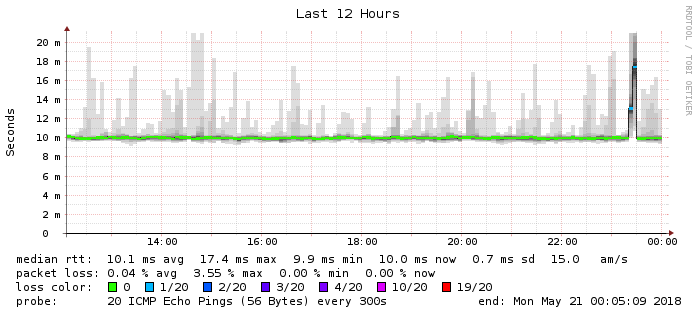 Last 12 Hours
RRDTOOL / TOBI OETIKER
Seconds
20 m
18 m
16 m
14 m
12 m
10 m
8 m
6 m
4 m
2 m
0
14:00 16:00 18:00 20:00 22:00 00:00
median rtt: 10.1 ms avg 17.4 ms max 9.9 ms min 10.0 ms now 0.7 ms sd 15.0 am/s
packet loss: 0.04 % avg 3.55 % max 0.00 % min 0.00 % now
loss color: 0 1/20 2/20 3/20 4/20 10/20 19/20
probe: 20 ICMP Echo Pings (56 Bytes) every 300s end: Mon May 21 00:05:09 2018